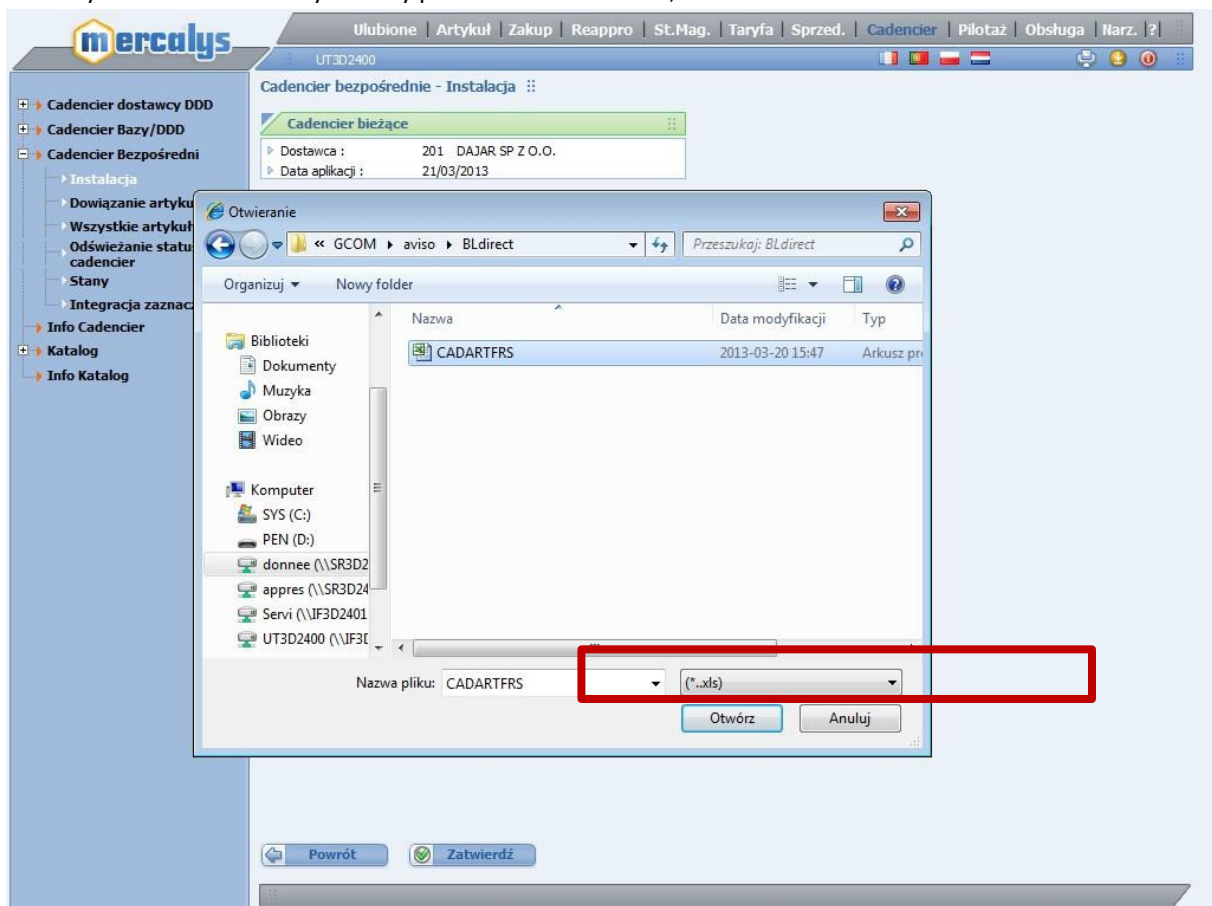 mercalys
Ulubione | Artykuł | Zakup | Reappro | St.Mag. | Taryfa | Sprzed. | Cadencier | Pilotaż | Obsługa | Narz. |?|
UT3D2400
Cadencier bezpośrednie - Instalacja
Cadencier dostawcy DDD
Cadencier Bazy/DDD
Cadencier Bezpośredni
Instalacja
Dowiązanie artyku
Wszystkie artykuł
Odświeżanie statu
cadencier
Stany
Integracja zaznacz
Info Cadencier
Katalog
Info Katalog
Cadencier bieżące
Dostawca : 201 DAJAR SP Z O.O.
Data aplikacji : 21/03/2013
Otwieranie
« GCOM aviso BLdirect
Przeszukaj: BLdirect
Organizuj Nowy folder
Nazwa Data modyfikacji Typ
CADARTFRS 2013-03-20 15:47 Arkusz pr
Biblioteki
Dokumenty
Muzyka
Obrazy
Wideo
Komputer
SYS (C:)
PEN (D:)
donnee (\\SR3D2
appres (\\SR3D24
Servi (\\IF3D2401
UT3D2400 (\\IF3
Nazwa pliku: CADARTFRS
(*..xls)
Otwórz Anuluj
Powrót Zatwierdź